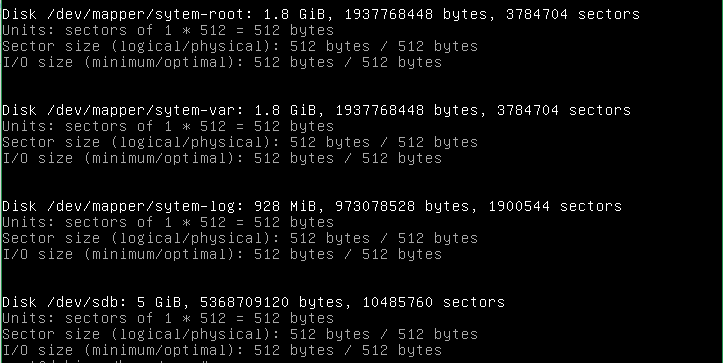 Disk /dev/mapper/sytem-root: 1.8 GiB, 1937768448 bytes, 3784704 sectors
Units: sectors of 1 * 512 = 512 bytes
Sector size (logical/physical): 512 bytes / 512 bytes
I/O size (minimum/optimal): 512 bytes / 512 bytes
Disk /dev/mapper/sytem-var: 1.8 GiB, 1937768448 bytes, 3784704 sectors
Units: sectors of 1 * 512 = 512 bytes
Sector size (logical/physical): 512 bytes / 512 bytes
I/O size (minimum/optimal): 512 bytes / 512 bytes
Disk /dev/mapper/sytem-log: 928 MiB, 973078528 bytes, 1900544 sectors
Units: sectors of 1 * 512 = 512 bytes
Sector size (logical/physical): 512 bytes / 512 bytes
I/O size (minimum/optimal): 512 bytes / 512 bytes
Disk /dev/sdb: 5 GiB, 5368709120 bytes, 10485760 sectors
Units: sectors of 1 * 512 = 512 bytes
Sector size (logical/physical): 512 bytes / 512 bytes
I/O size (minimum/optimal): 512 bytes / 512 bytes